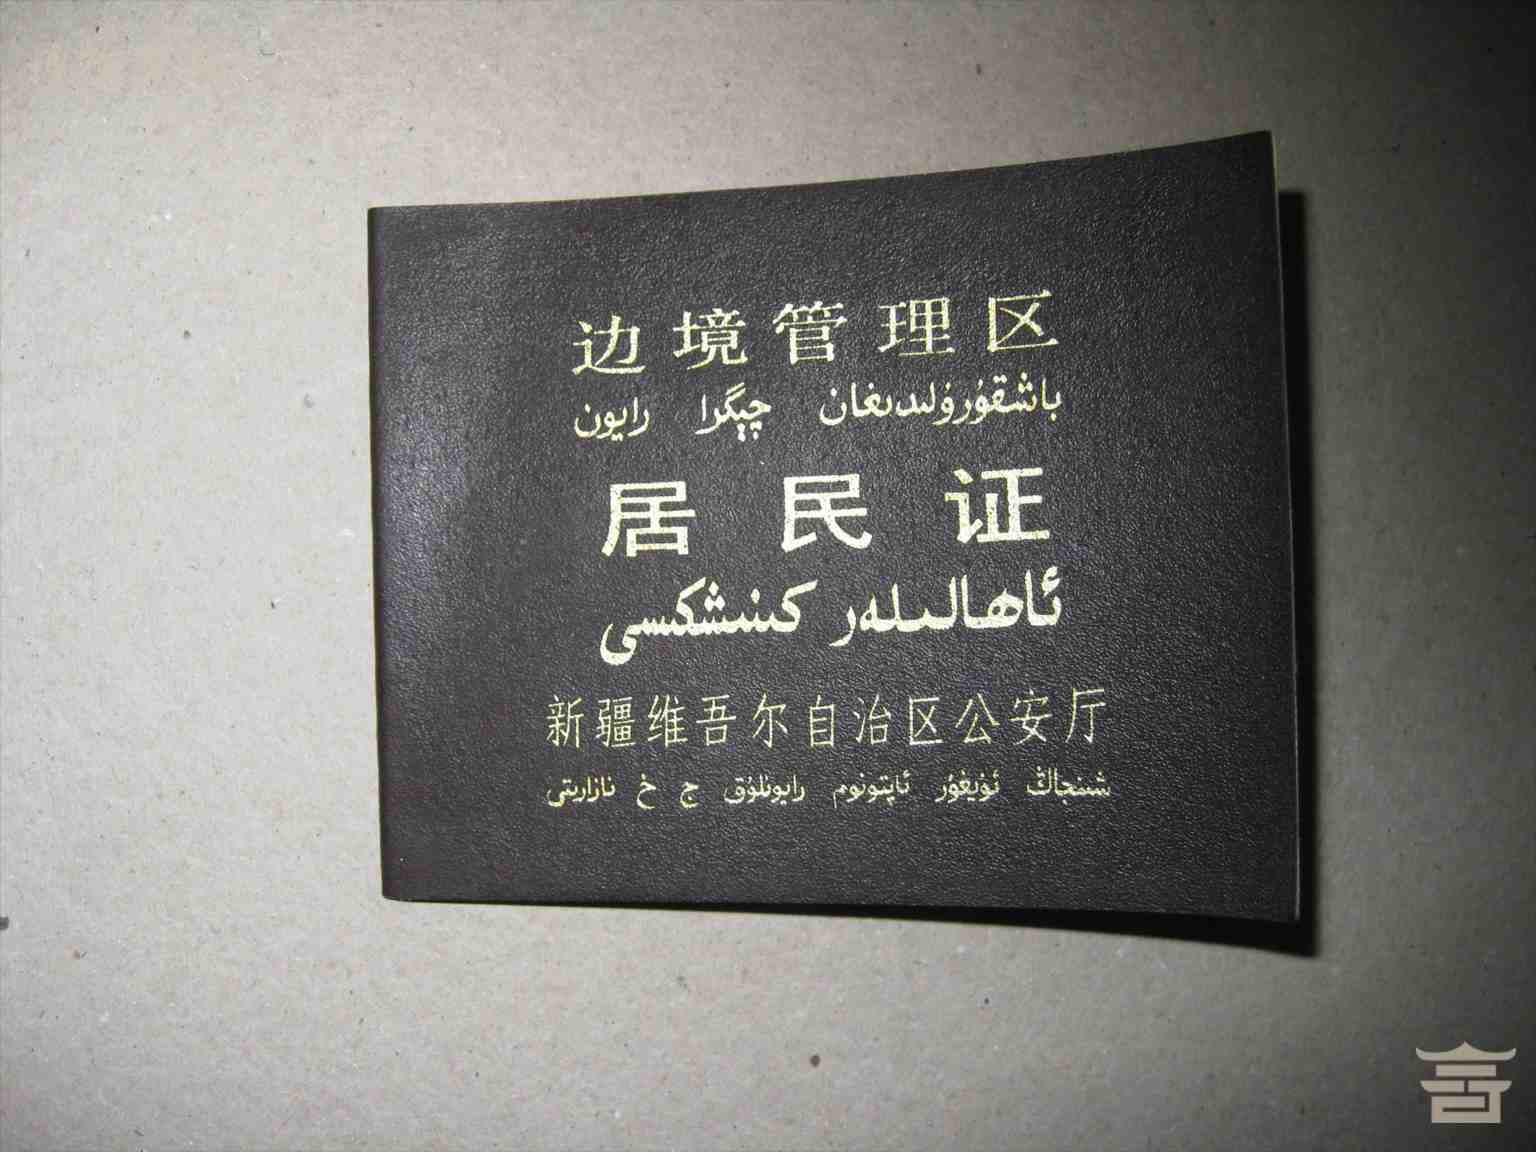 边境管理区
باشقۇرۇلىدىغان چېگرا رايون
居民证
ئاھالىلەر كىنىشكىسى
新疆维吾尔自治区公安厅
شىنجاڭ ئۇيغۇر ئاپتونوم رايونلۇق ج خ نازارىتى